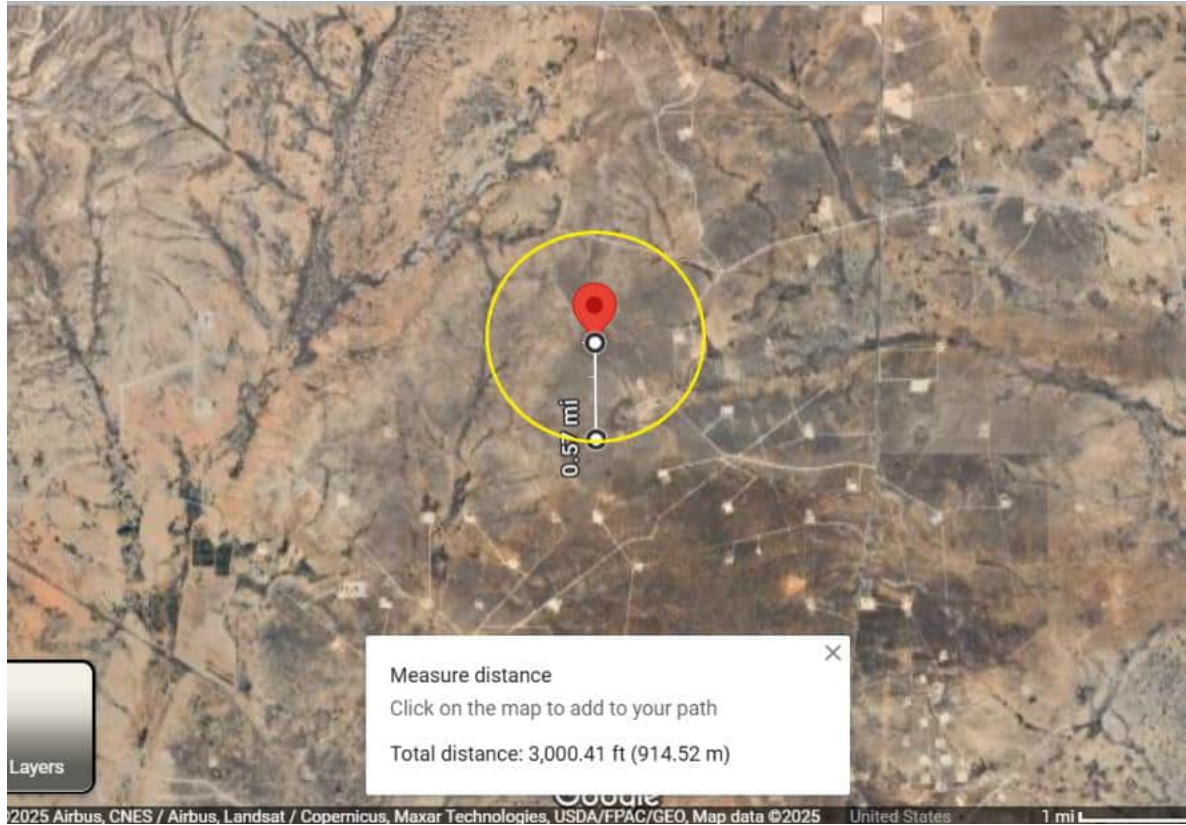 0.57 mi
Measure distance
Click on the map to add to your path
Total distance: 3,000.41 ft (914.52 m)
Layers
Google
2025 Airbus, CNES / Airbus, Landsat / Copernicus, Maxar Technologies, USDA/FPAC/GEO, Map data ©2025 United States 1 mi